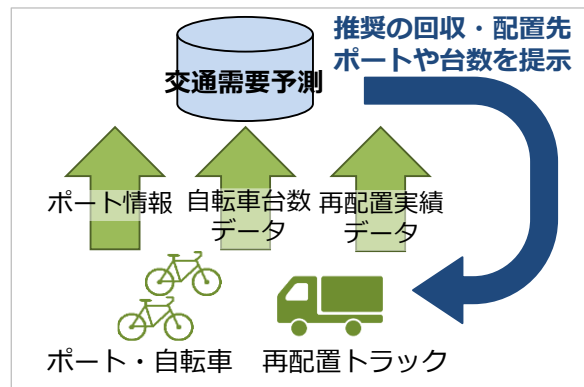 推奨の回収・配置先
ポートや台数を提示
交通需要予測
ポート情報
自転車台数
データ
再配置実績
データ
ポート・自転車
再配置トラック